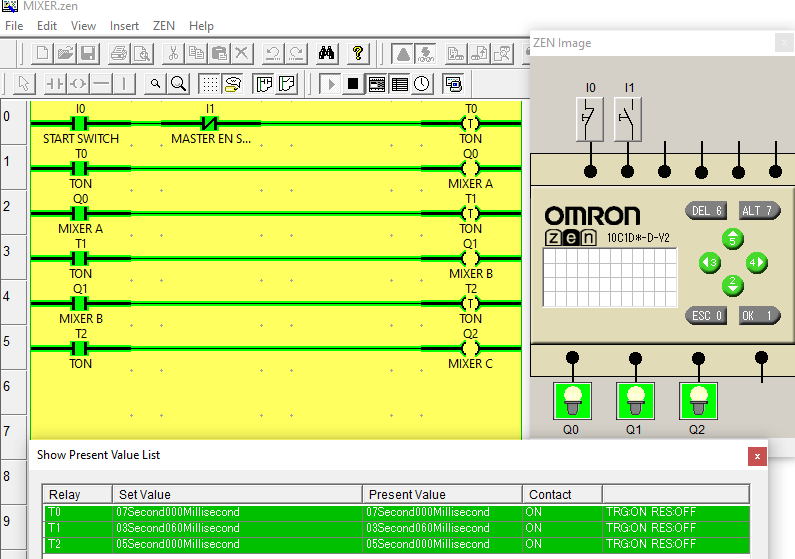 MIXER.zen
File Edit View Insert ZEN Help
ZEN Image
I0 I1
0 I0 I1 T0
START SWITCH MASTER EN S... TON
1 T0 Q0
TON MIXER A
2 Q0 T1
MIXER A TON
3 T1 Q1
TON MIXER B
4 Q1 T2
MIXER B TON
5 T2 Q2
TON MIXER C
6
7
8
9
OMRON
zen 10C1D*-D-V2
DEL 6 ALT 7
5
3 4
2
ESC 0 OK 1
Q0 Q1 Q2
Show Present Value List
Relay Set Value Present Value Contact
T0 07Second000Millisecond 07Second000Millisecond ON TRG:ON RES:OFF
T1 03Second060Millisecond 03Second060Millisecond ON TRG:ON RES:OFF
T2 05Second000Millisecond 05Second000Millisecond ON TRG:ON RES:OFF